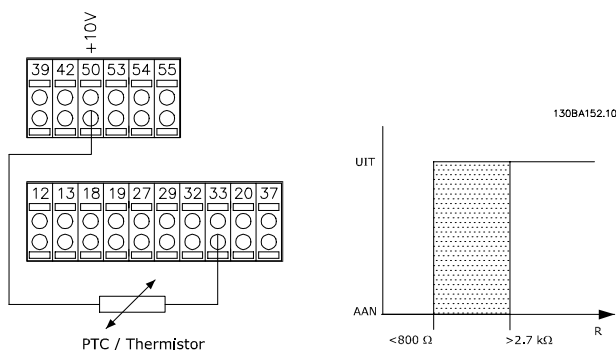 +10V
39 42 50 53 54 55
12 13 18 19 27 29 32 33 20 37
PTC / Thermistor
130BA152.10
UIT
AAN
<800 Ω
>2.7 kΩ
R